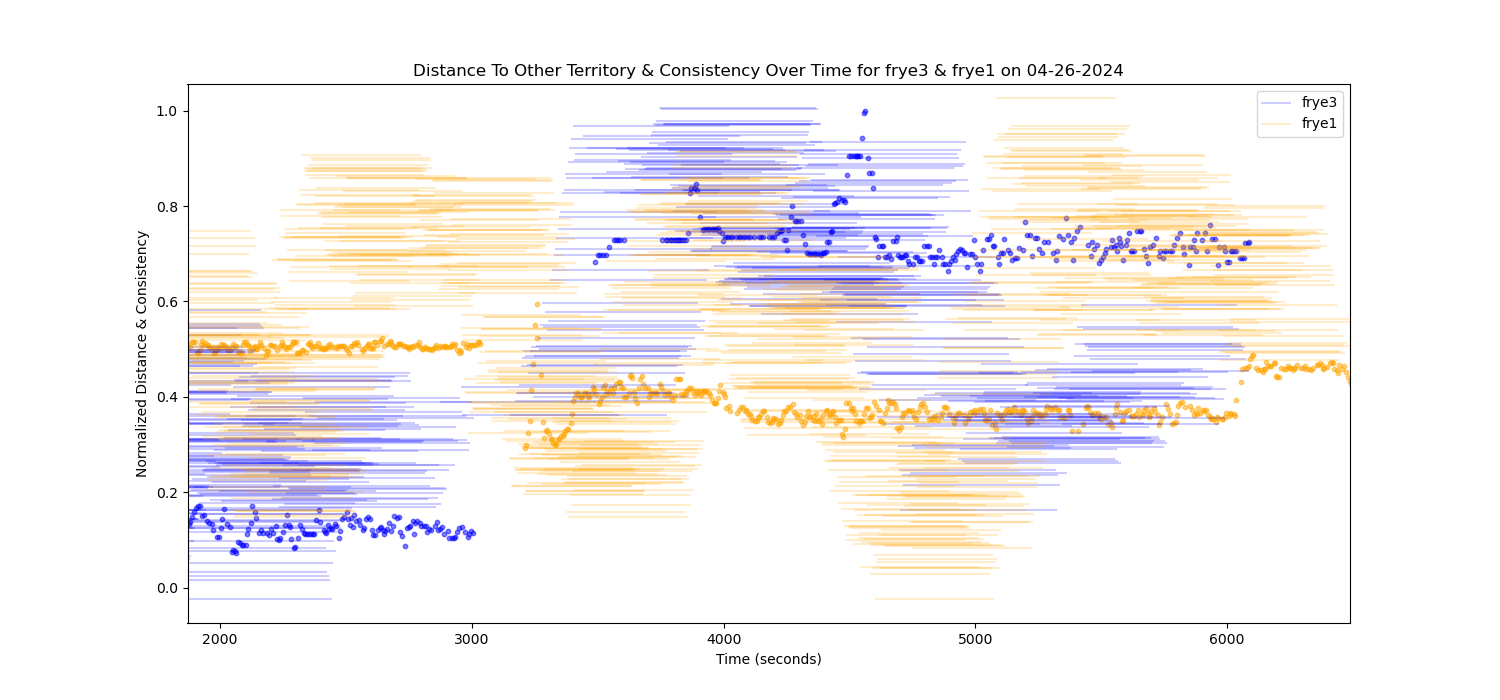 Distance To Other Territory & Consistency Over Time for frye3 & frye1 on 04-26-2024
frye3
frye1
Normalized Distance & Consistency
1.0
0.8
0.6
0.4
0.2
0.0
2000 3000 4000 5000 6000
Time (seconds)